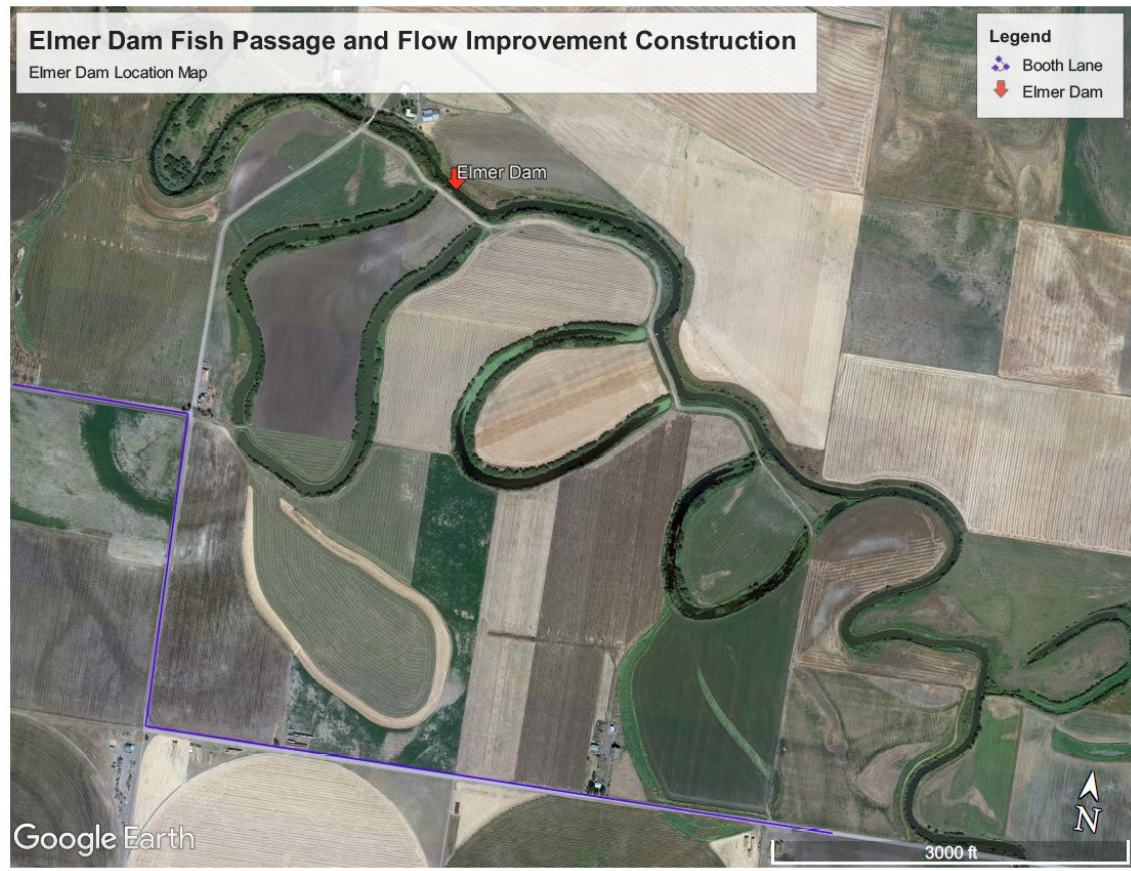 Elmer Dam Fish Passage and Flow Improvement Construction
Elmer Dam Location Map
Legend
Booth Lane
Elmer Dam
Elmer Dam
N
Google Earth
3000 ft